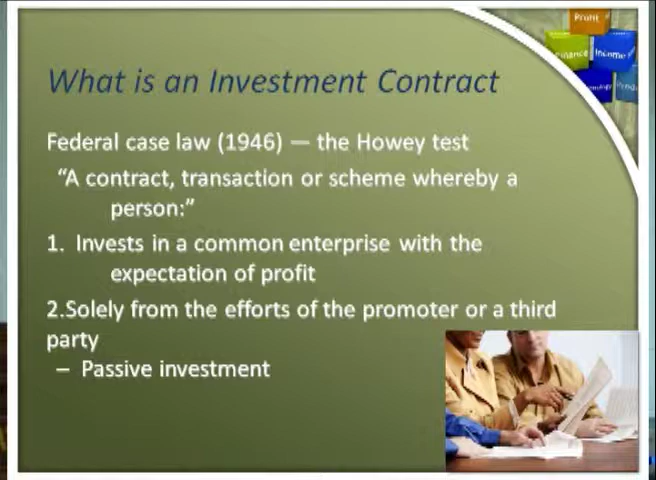 Profit
Finance
Income
What is an Investment Contract
Federal case law (1946) — the Howey test
“A contract, transaction or scheme whereby a
person:”
1. Invests in a common enterprise with the
expectation of profit
2.Solely from the efforts of the promoter or a third
party
– Passive investment